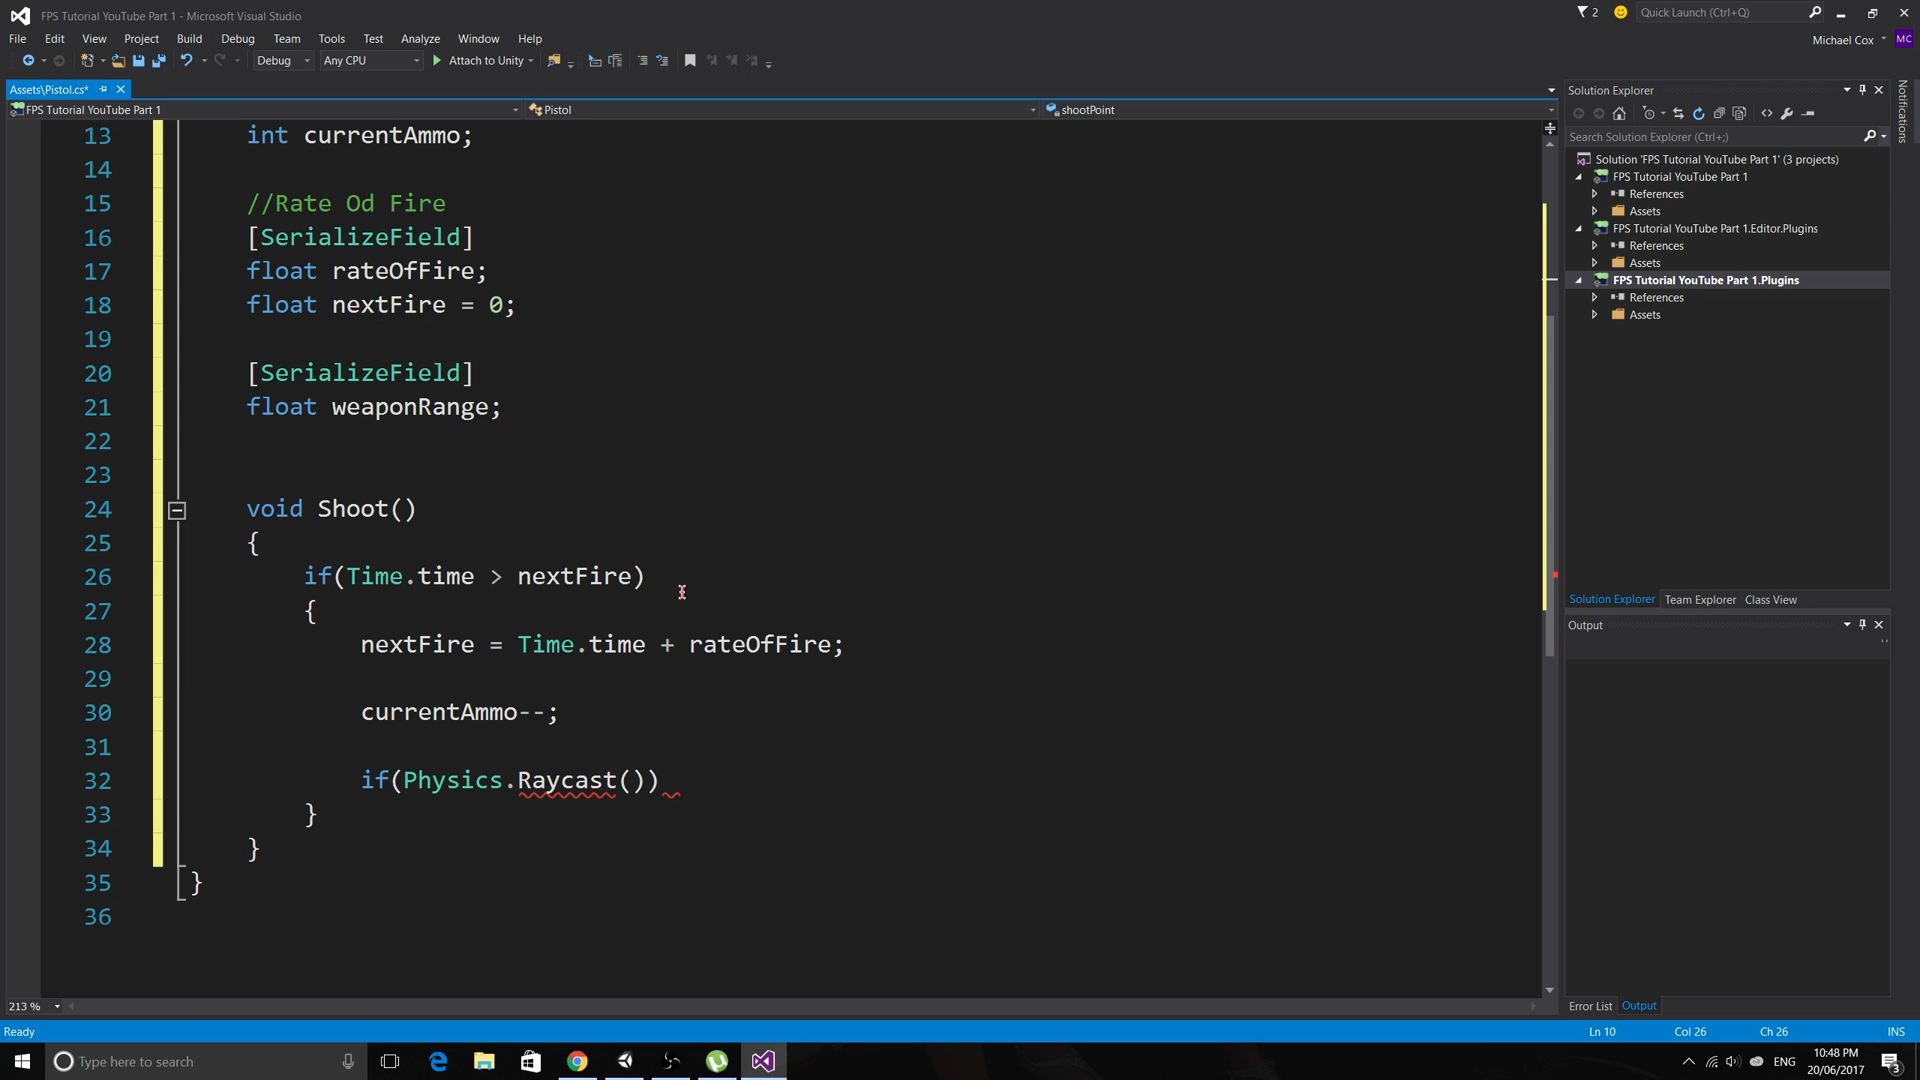 FPS Tutorial YouTube Part 1 - Microsoft Visual Studio
2
Quick Launch (Ctrl+Q)
File Edit View Project Build Debug Team Tools Test Analyze Window Help
Michael Cox MC
Debug Any CPU Attach to Unity
Assets\Pistol.cs*
FPS Tutorial YouTube Part 1 Pistol shootPoint
13 int currentAmmo;
14
15 //Rate Od Fire
16 [SerializeField]
17 float rateOfFire;
18 float nextFire = 0;
19
20 [SerializeField]
21 float weaponRange;
22
23
24 void Shoot()
25 {
26 if(Time.time > nextFire)
27 {
28 nextFire = Time.time + rateOfFire;
29
30 currentAmmo--;
31
32 if(Physics.Raycast())
33 }
34 }
35 }
36
213 %
Solution Explorer
Search Solution Explorer (Ctrl+;)
Solution 'FPS Tutorial YouTube Part 1' (3 projects)
FPS Tutorial YouTube Part 1
References
Assets
FPS Tutorial YouTube Part 1.Editor.Plugins
References
Assets
FPS Tutorial YouTube Part 1.Plugins
References
Assets
Solution Explorer Team Explorer Class View
Output
Error List Output
Notifications
Ready Ln 10 Col 26 Ch 26 INS
Type here to search
ENG
10:48 PM
20/06/2017
3